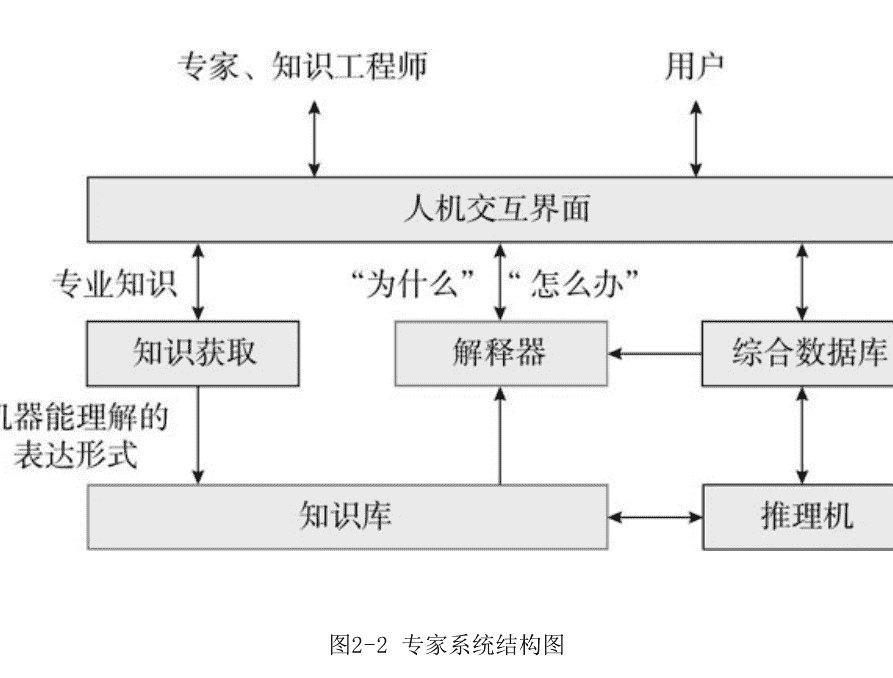 专家、知识工程师
用户
人机交互界面
专业知识
“为什么” “怎么办”
知识获取
解释器
综合数据库
机器能理解的
表达形式
知识库
推理机
图2-2 专家系统结构图